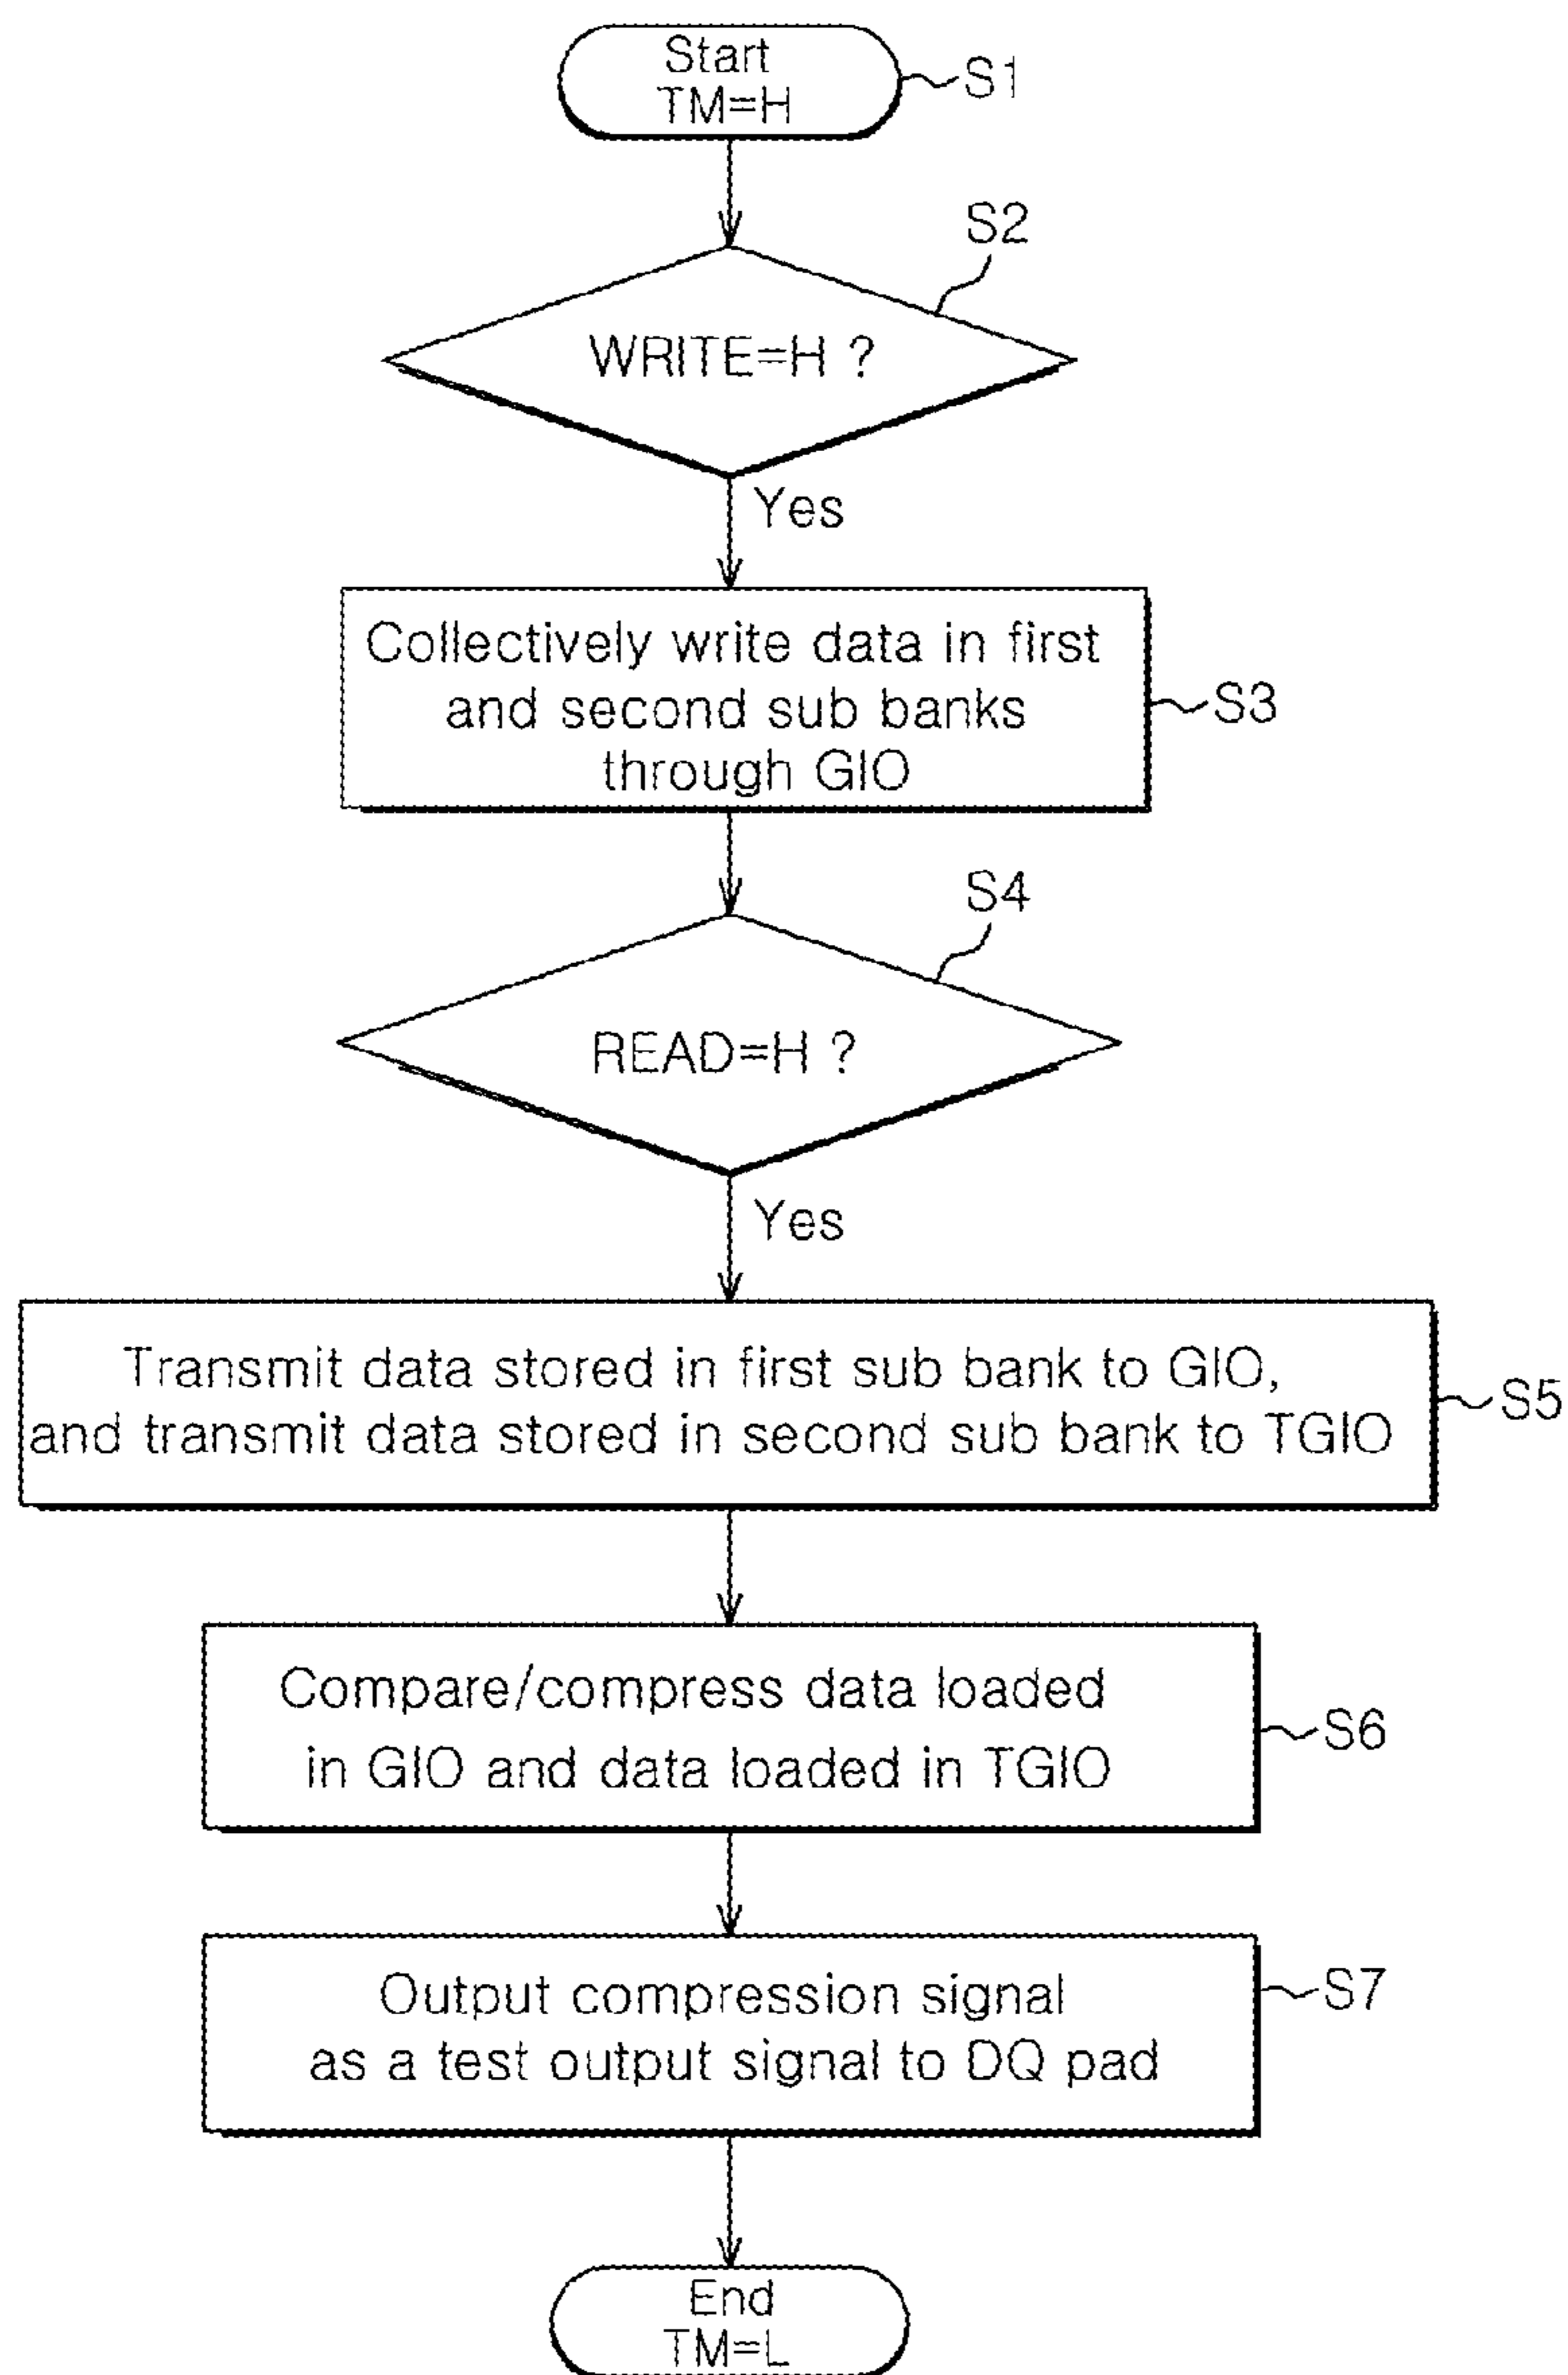 Start
TM=H
S1
S2
WRITE=H ?
Yes
Collectively write data in first
and second sub banks
through GIO
S3
S4
READ=H ?
Yes
Transmit data stored in first sub bank to GIO,
and transmit data stored in second sub bank to TGIO
S5
Compare/compress data loaded
in GIO and data loaded in TGIO
S6
Output compression signal
as a test output signal to DQ pad
S7
End
TM=L